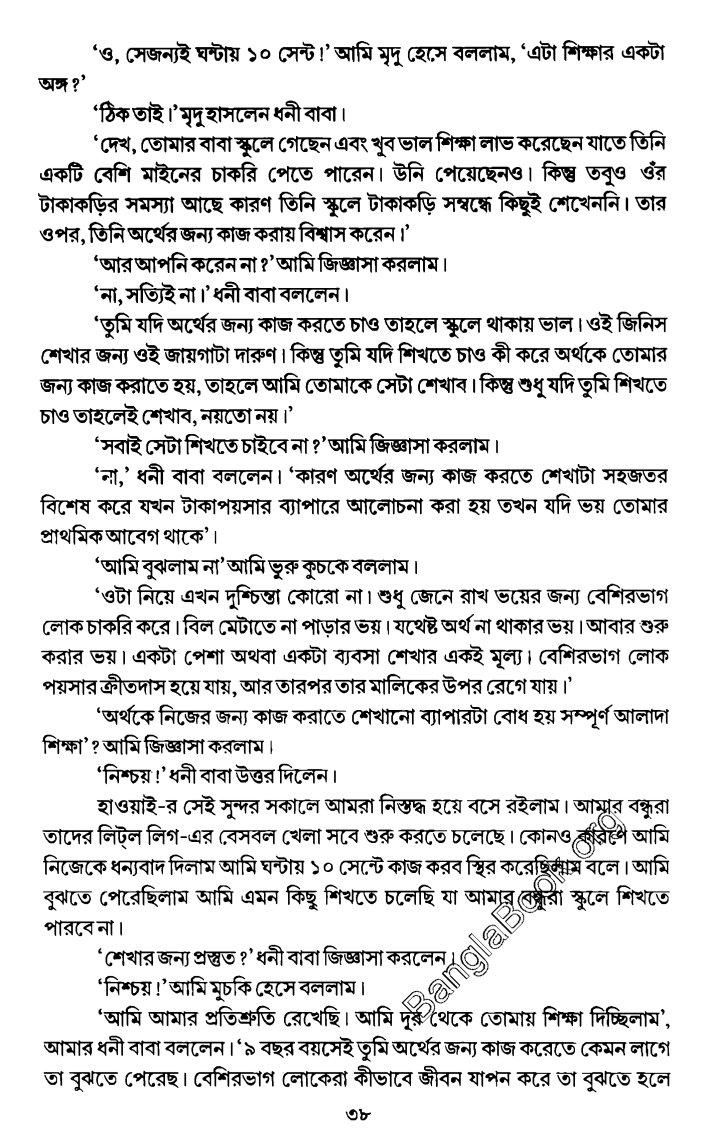 ‘ও, সেজন্যই ঘন্টায় ১০ সেন্ট!’ আমি মৃদু হেসে বললাম, ‘এটা শিক্ষার একটা
অঙ্গ?’
‘ঠিক তাই।’ মৃদু হাসলেন ধনী বাবা।
‘দেখ, তোমার বাবা স্কুলে গেছেন এবং খুব ভাল শিক্ষা লাভ করেছেন যাতে তিনি
একটি বেশি মাইনের চাকরি পেতে পারেন। উনি পেয়েছেনও। কিন্তু তবুও ওঁর
টাকাকড়ির সমস্যা আছে কারণ তিনি স্কুলে টাকাকড়ি সম্বন্ধে কিছুই শেখেননি। তার
ওপর, তিনি অর্থের জন্য কাজ করায় বিশ্বাস করেন।’
‘আর আপনি করেন না?’ আমি জিজ্ঞাসা করলাম।
‘না, সত্যিই না।’ ধনী বাবা বললেন।
‘তুমি যদি অর্থের জন্য কাজ করতে চাও তাহলে স্কুলে থাকায় ভাল। ওই জিনিস
শেখার জন্য ওই জায়গাটা দারুণ। কিন্তু তুমি যদি শিখতে চাও কী করে অর্থকে তোমার
জন্য কাজ করাতে হয়, তাহলে আমি তোমাকে সেটা শেখাব। কিন্তু শুধু যদি তুমি শিখতে
চাও তাহলেই শেখাব, নয়তো নয়।’
‘সবাই সেটা শিখতে চাইবে না?’ আমি জিজ্ঞাসা করলাম।
‘না,’ ধনী বাবা বললেন। ‘কারণ অর্থের জন্য কাজ করতে শেখাটা সহজতর
বিশেষ করে যখন টাকাপয়সার ব্যাপারে আলোচনা করা হয় তখন যদি ভয় তোমার
প্রাথমিক আবেগ থাকে’।
‘আমি বুঝলাম না’ আমি ভুরু কুচকে বললাম।
‘ওটা নিয়ে এখন দুশ্চিন্তা কোরো না। শুধু জেনে রাখ ভয়ের জন্য বেশিরভাগ
লোক চাকরি করে। বিল মেটাতে না পাড়ার ভয়। যথেষ্ট অর্থ না থাকার ভয়। আবার শুরু
করার ভয়। একটা পেশা অথবা একটা ব্যবসা শেখার একই মূল্য। বেশিরভাগ লোক
পয়সার ক্রীতদাস হয়ে যায়, আর তারপর তার মালিকের উপর রেগে যায়।’
‘অর্থকে নিজের জন্য কাজ করাতে শেখানো ব্যাপারটা বোধ হয় সম্পূর্ণ আলাদা
শিক্ষা’? আমি জিজ্ঞাসা করলাম।
‘নিশ্চয়!’ ধনী বাবা উত্তর দিলেন।
হাওয়াই-র সেই সুন্দর সকালে আমরা নিস্তব্ধ হয়ে বসে রইলাম। আমার বন্ধুরা
তাদের লিট্‌ল লিগ-এর বেসবল খেলা সবে শুরু করতে চলেছে। কোনও কারণে আমি
নিজেকে ধন্যবাদ দিলাম আমি ঘন্টায় ১০ সেন্টে কাজ করব স্থির করেছিলাম বলে। আমি
বুঝতে পেরেছিলাম আমি এমন কিছু শিখতে চলেছি যা আমার বন্ধুরা স্কুলে শিখতে
পারবে না।
‘শেখার জন্য প্রস্তুত?’ ধনী বাবা জিজ্ঞাসা করলেন।
‘নিশ্চয়!’ আমি মুচকি হেসে বললাম।
‘আমি আমার প্রতিশ্রুতি রেখেছি। আমি দূর থেকে তোমায় শিক্ষা দিচ্ছিলাম’,
আমার ধনী বাবা বললেন। ‘৯ বছর বয়সেই তুমি অর্থের জন্য কাজ করেতে কেমন লাগে
তা বুঝতে পেরেছ। বেশিরভাগ লোকেরা কীভাবে জীবন যাপন করে তা বুঝতে হলে
৩৮
BanglaBook.org